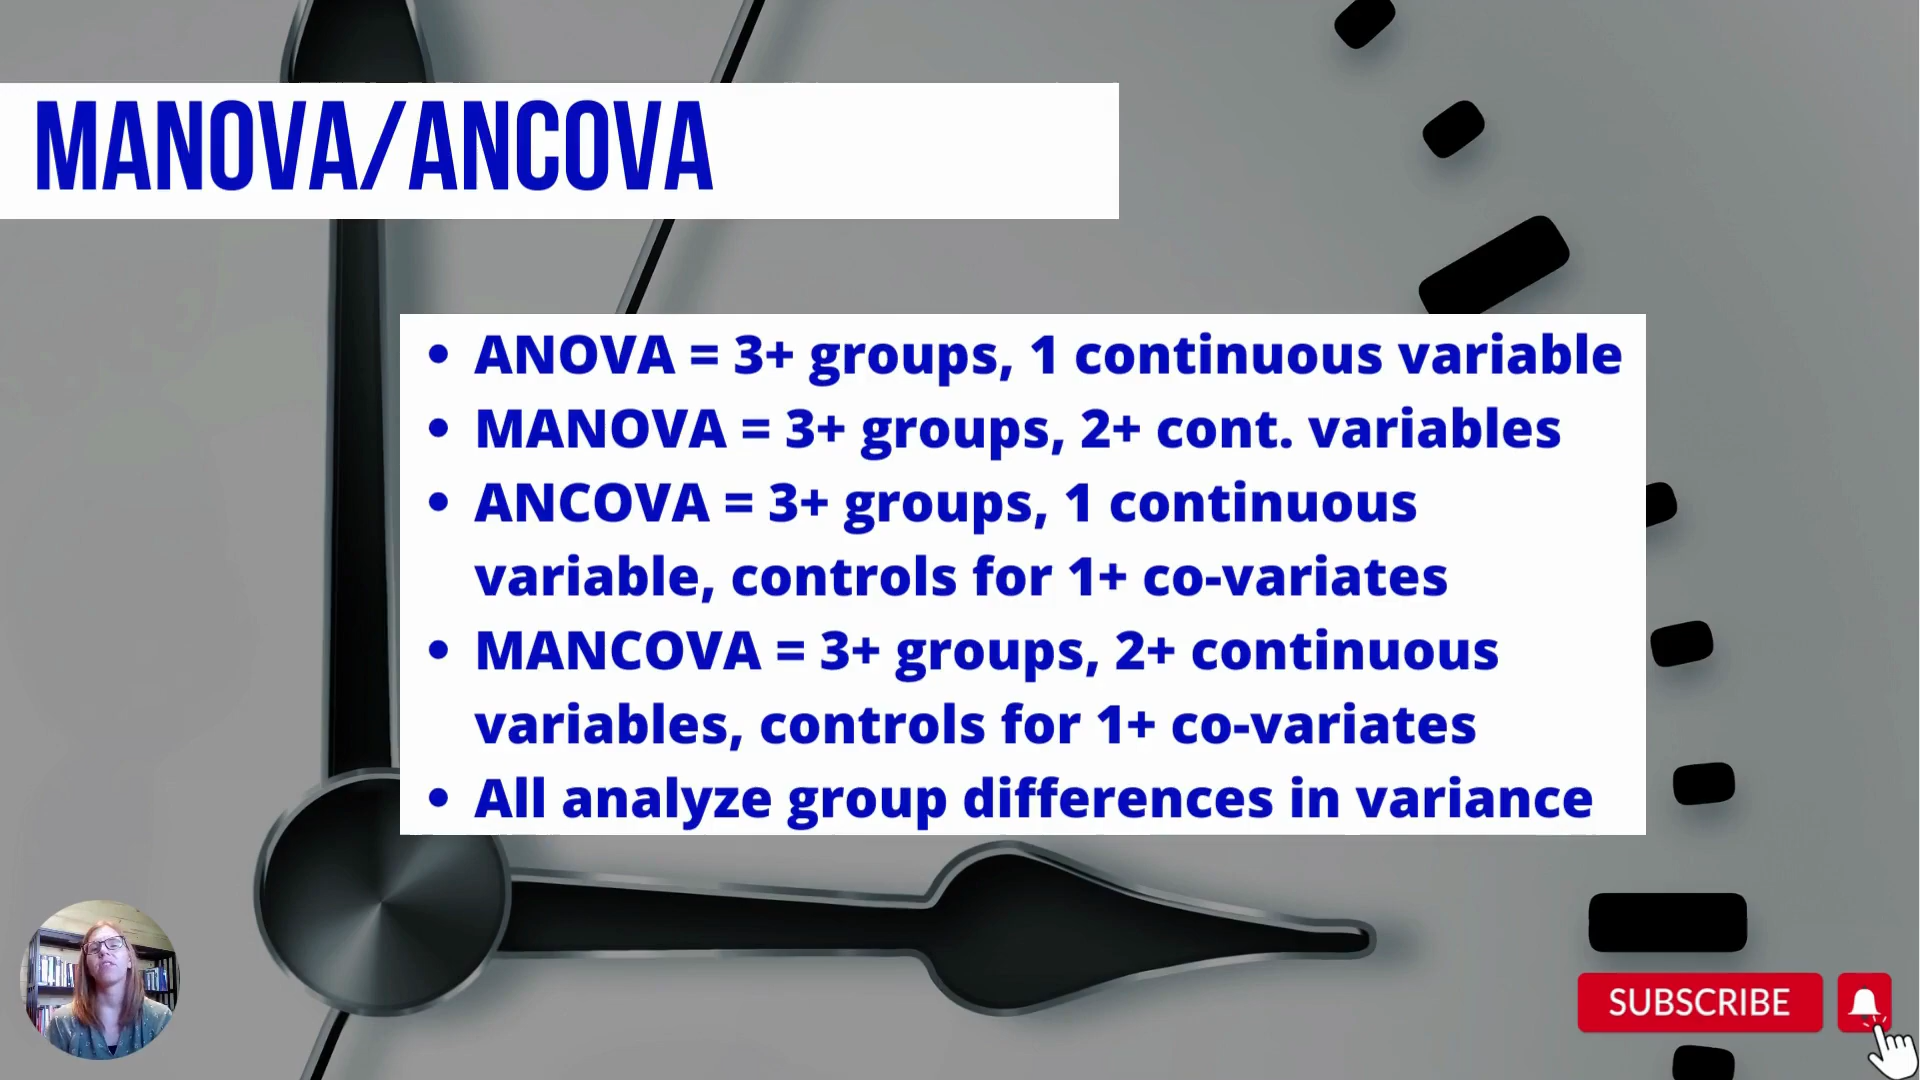 MANOVA/ANCOVA
• ANOVA = 3+ groups, 1 continuous variable
• MANOVA = 3+ groups, 2+ cont. variables
• ANCOVA = 3+ groups, 1 continuous
variable, controls for 1+ co-variates
• MANCOVA = 3+ groups, 2+ continuous
variables, controls for 1+ co-variates
• All analyze group differences in variance
SUBSCRIBE